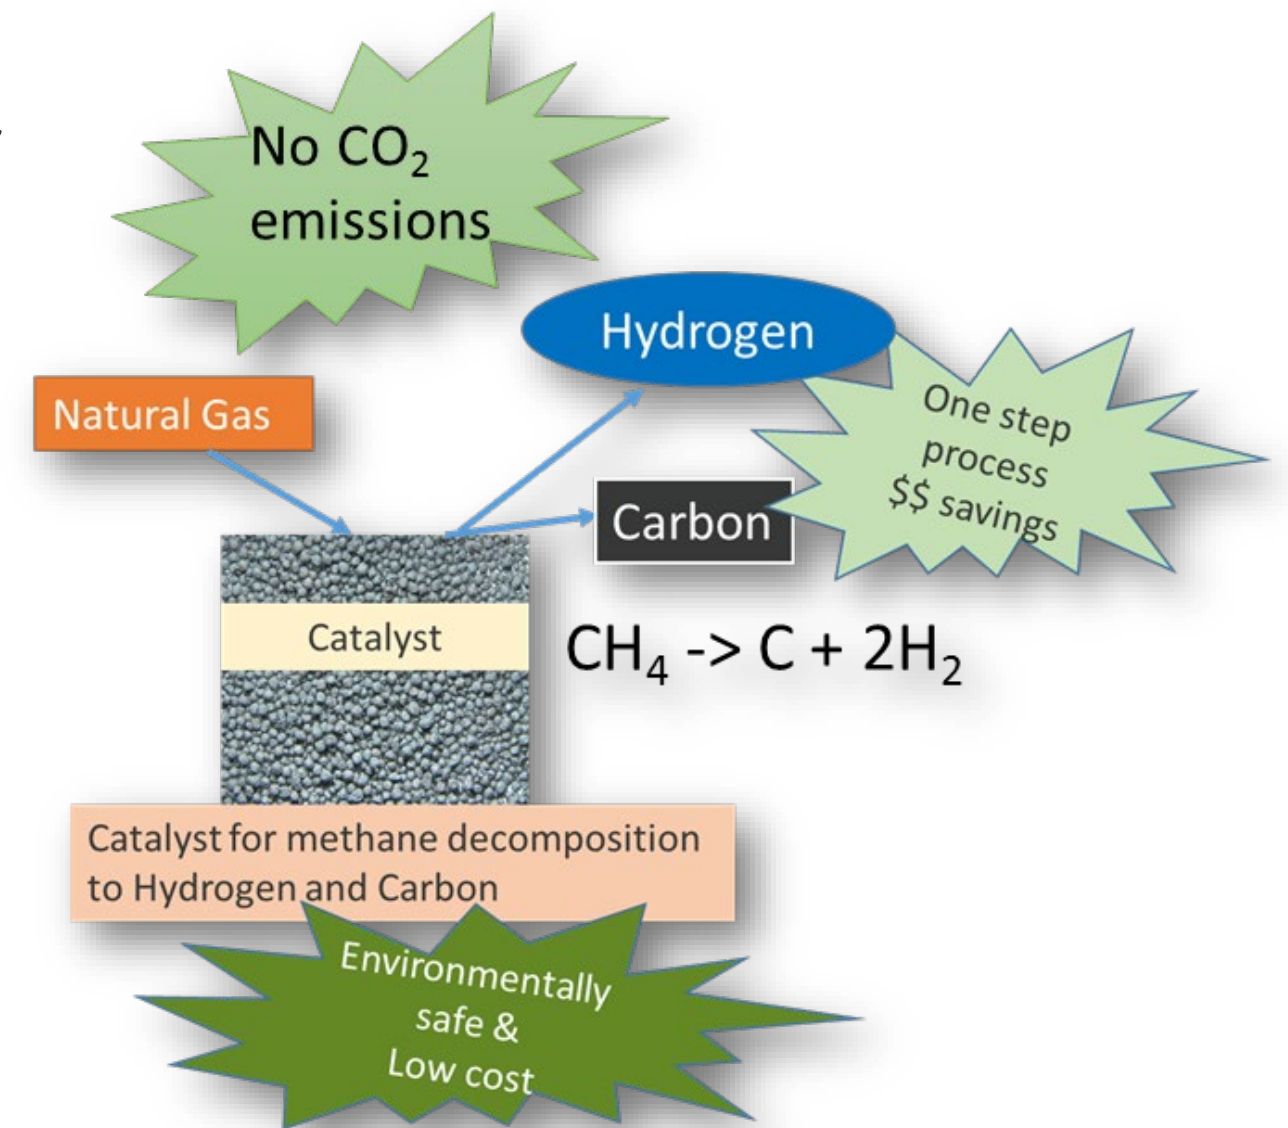 No CO₂
emissions
Hydrogen
Natural Gas
One step
process
$$ savings
Carbon
Catalyst
CH₄ -> C + 2H₂
Catalyst for methane decomposition
to Hydrogen and Carbon
Environmentally
safe &
Low cost